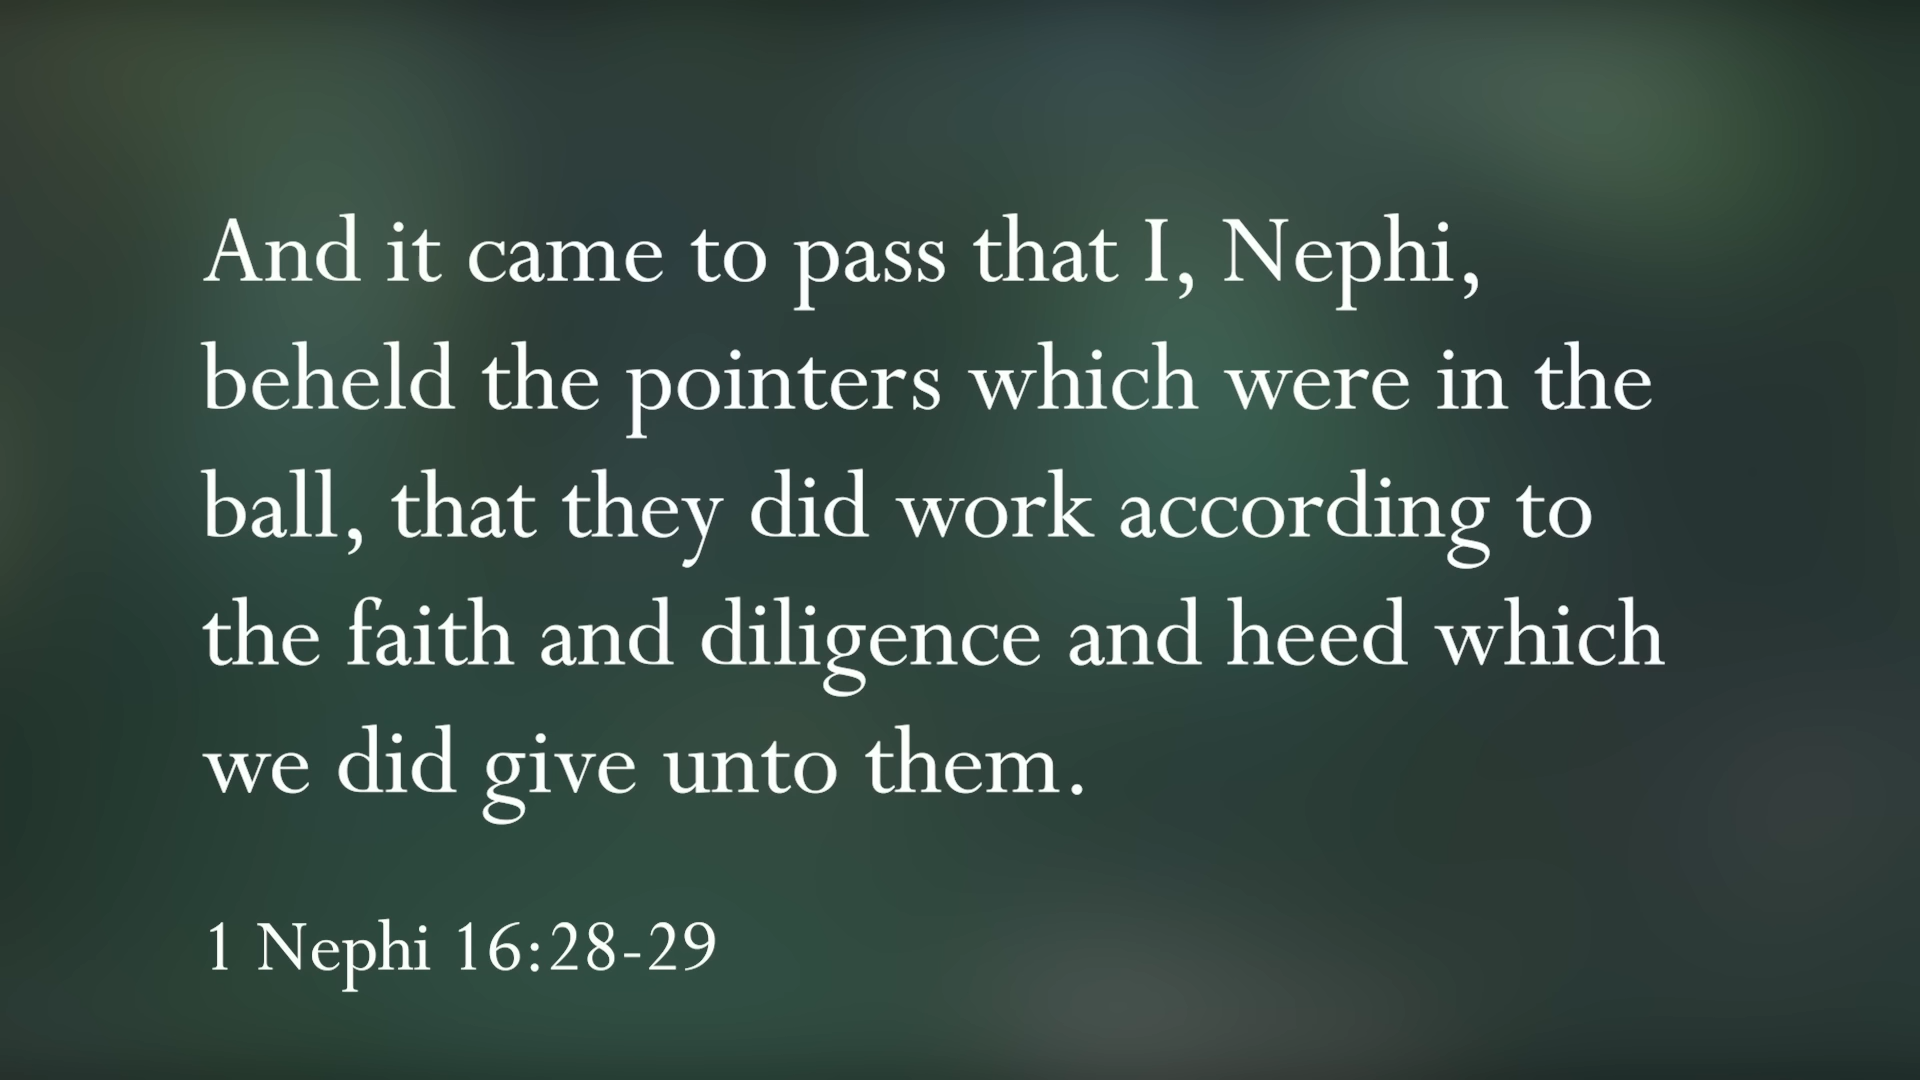 And it came to pass that I, Nephi,
beheld the pointers which were in the
ball, that they did work according to
the faith and diligence and heed which
we did give unto them.
1 Nephi 16:28-29